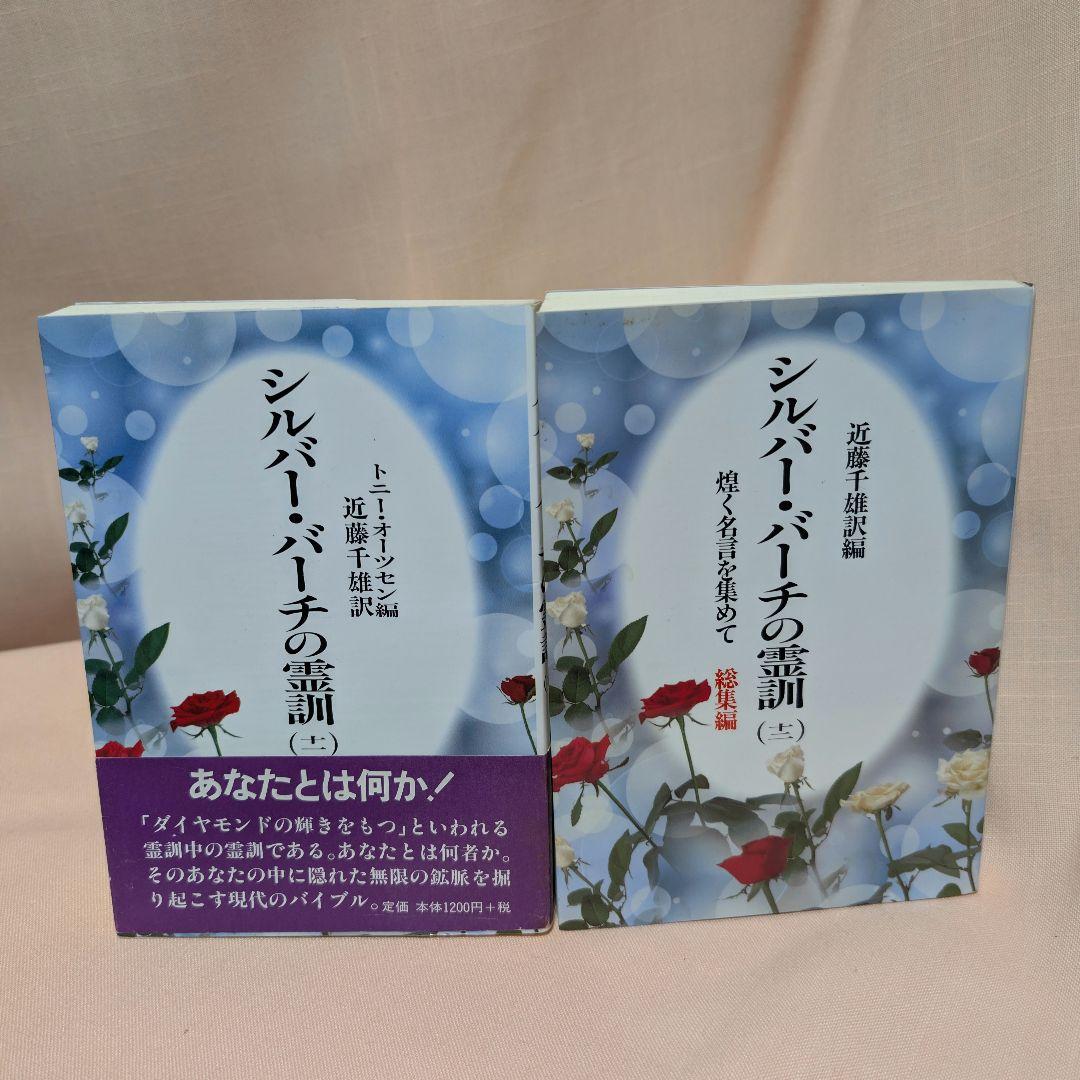 シルバー・バーチの霊訓(十一)
トニー・オーツセン編
近藤千雄訳
あなたとは何か!
「ダイヤモンドの輝きをもつ」といわれる
霊訓中の霊訓である。あなたとは何者か。
そのあなたの中に隠れた無限の鉱脈を掘
り起こす現代のバイブル。定価 本体1200円+税
近藤千雄訳編
シルバー・バーチの霊訓(十二)
煌く名言を集めて 総集編